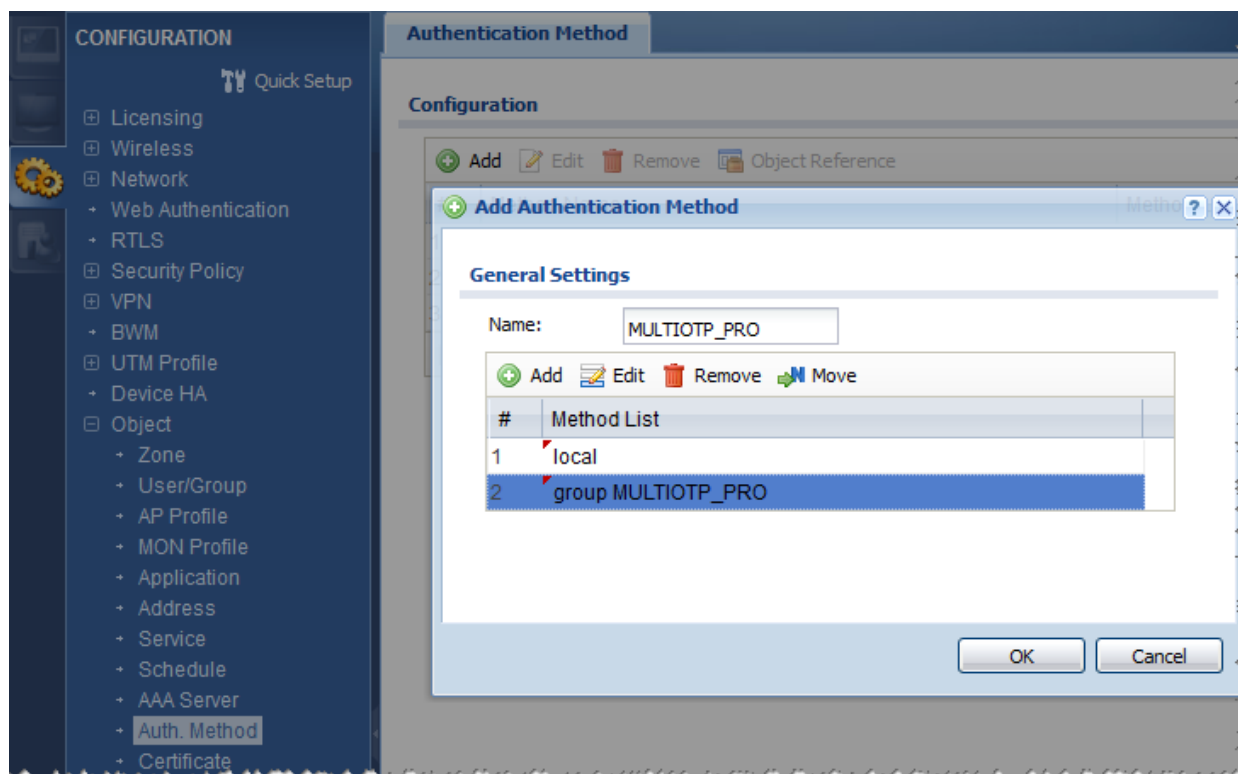 CONFIGURATION
Quick Setup
Licensing
Wireless
Network
Web Authentication
RTLS
Security Policy
VPN
BWM
UTM Profile
Device HA
Object
Zone
User/Group
AP Profile
MON Profile
Application
Address
Service
Schedule
AAA Server
Auth. Method
Certificate
Authentication Method
Configuration
Add Edit Remove Object Reference
Add Authentication Method
General Settings
Name: MULTIOTP_PRO
Add Edit Remove Move
# Method List
1 local
2 group MULTIOTP_PRO
OK Cancel